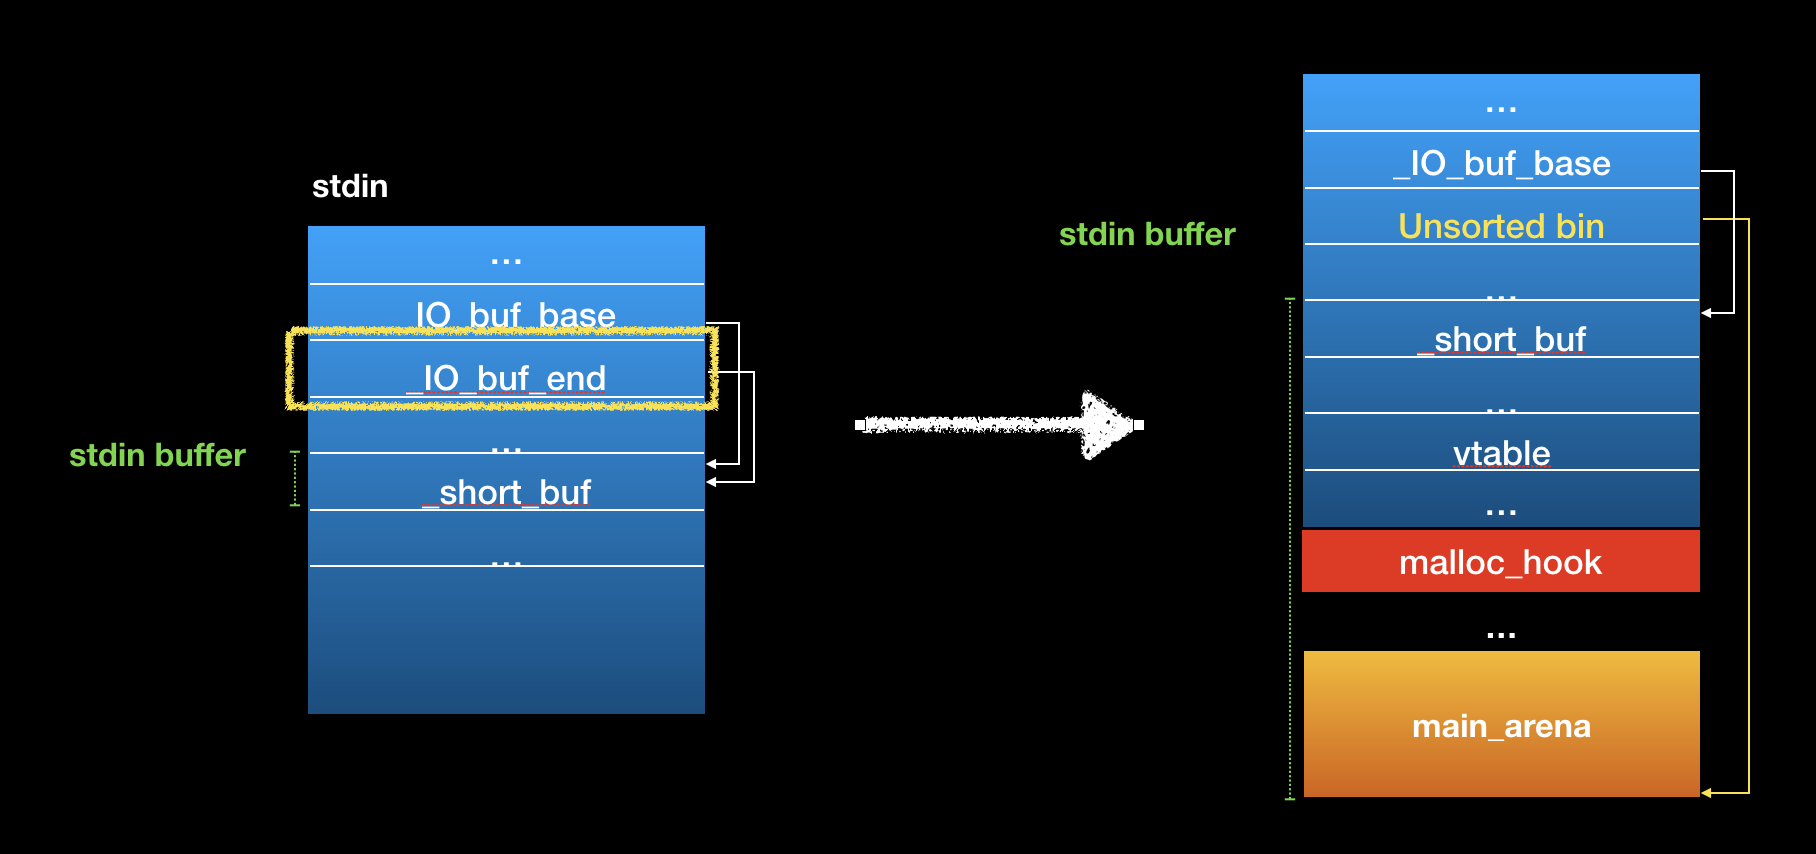 stdin
...
_IO_buf_base
_IO_buf_end
...
stdin buffer
_short_buf
...
...
_IO_buf_base
Unsorted bin
stdin buffer
...
_short_buf
...
vtable
...
malloc_hook
...
main_arena